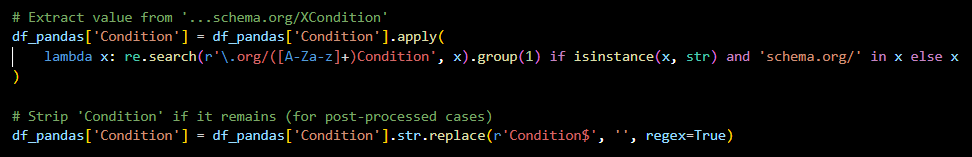 # Extract value from '...schema.org/XCondition'
df_pandas['Condition'] = df_pandas['Condition'].apply(
    lambda x: re.search(r'\.org/([A-Za-z]+)Condition', x).group(1) if isinstance(x, str) and 'schema.org/' in x else x
)
# Strip 'Condition' if it remains (for post-processed cases)
df_pandas['Condition'] = df_pandas['Condition'].str.replace(r'Condition$', '', regex=True)